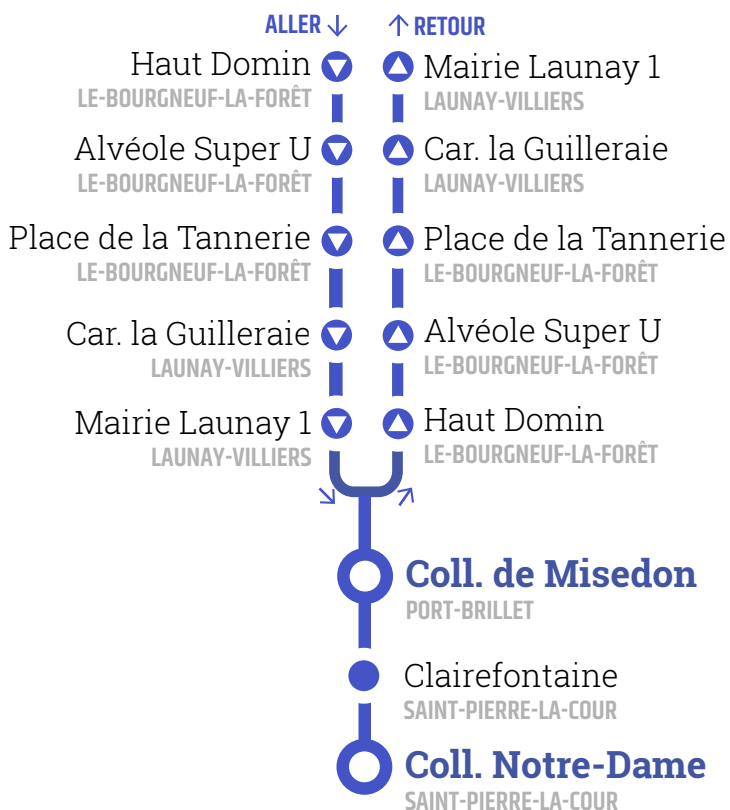 ALLER ↓
↑ RETOUR
Haut Domin
LE-BOURGNEUF-LA-FORÊT
Alvéole Super U
LE-BOURGNEUF-LA-FORÊT
Place de la Tannerie
LE-BOURGNEUF-LA-FORÊT
Car. la Guilleraie
LAUNAY-VILLIERS
Mairie Launay 1
LAUNAY-VILLIERS
Mairie Launay 1
LAUNAY-VILLIERS
Car. la Guilleraie
LAUNAY-VILLIERS
Place de la Tannerie
LE-BOURGNEUF-LA-FORÊT
Alvéole Super U
LE-BOURGNEUF-LA-FORÊT
Haut Domin
LE-BOURGNEUF-LA-FORÊT
Coll. de Misedon
PORT-BRILLET
Clairefontaine
SAINT-PIERRE-LA-COUR
Coll. Notre-Dame
SAINT-PIERRE-LA-COUR